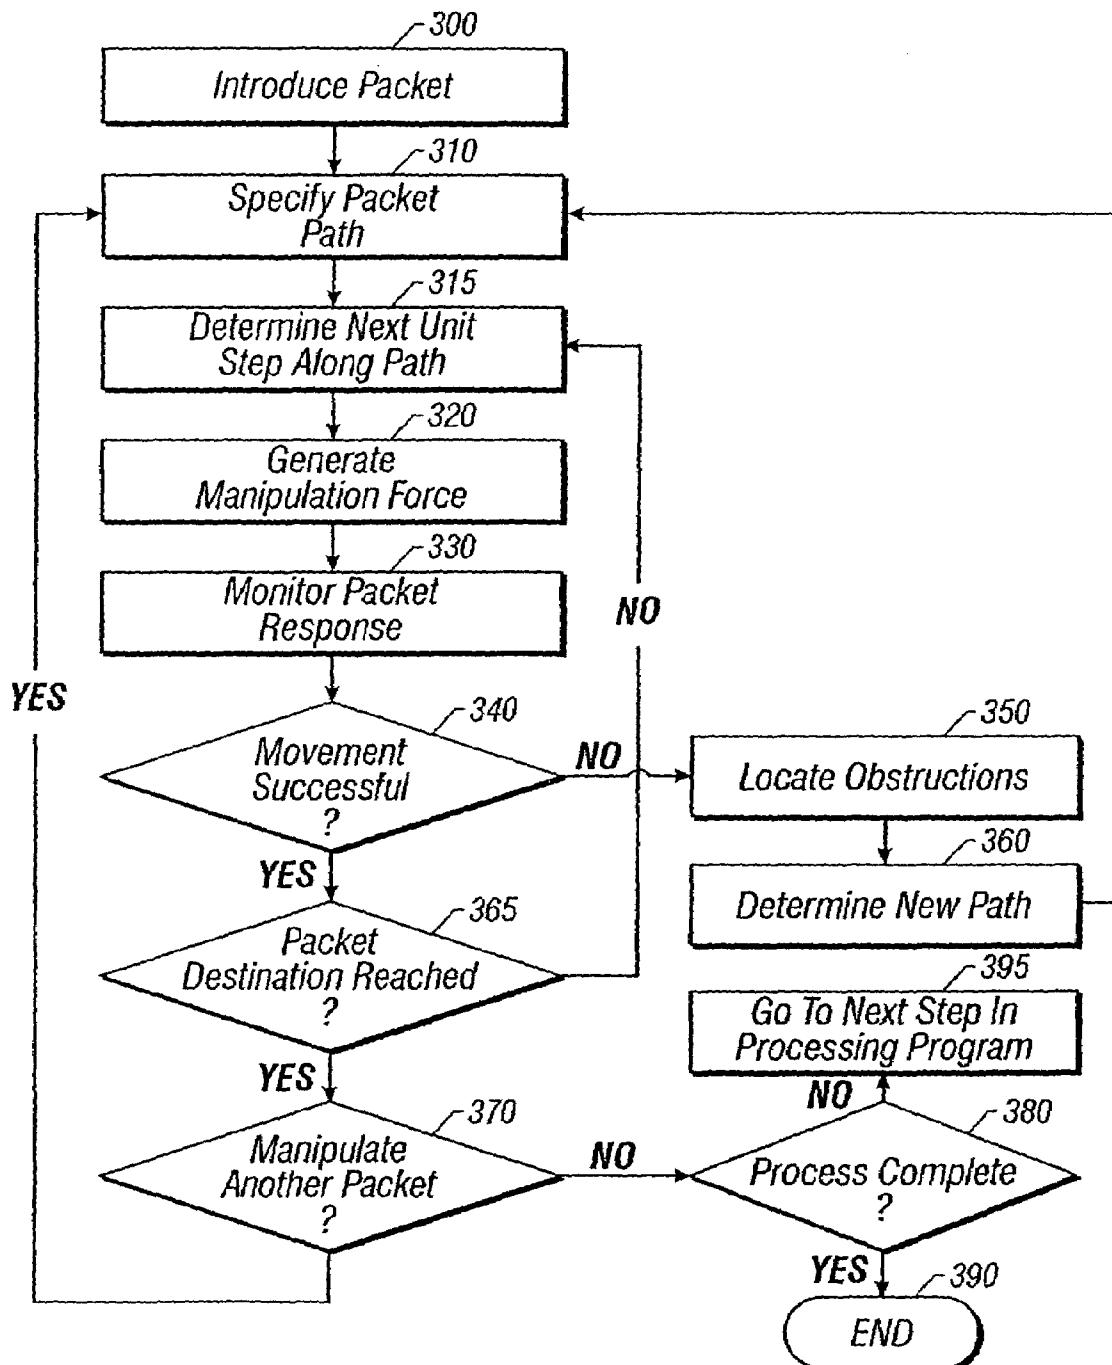 300
Introduce Packet
310
Specify Packet
Path
315
Determine Next Unit
Step Along Path
320
Generate
Manipulation Force
330
Monitor Packet
Response
NO
YES
340
Movement
Successful
?
NO
350
Locate Obstructions
YES
360
Determine New Path
365
Packet
Destination Reached
?
395
Go To Next Step In
Processing Program
YES
NO
370
Manipulate
Another Packet
?
NO
380
Process Complete
?
YES
390
END